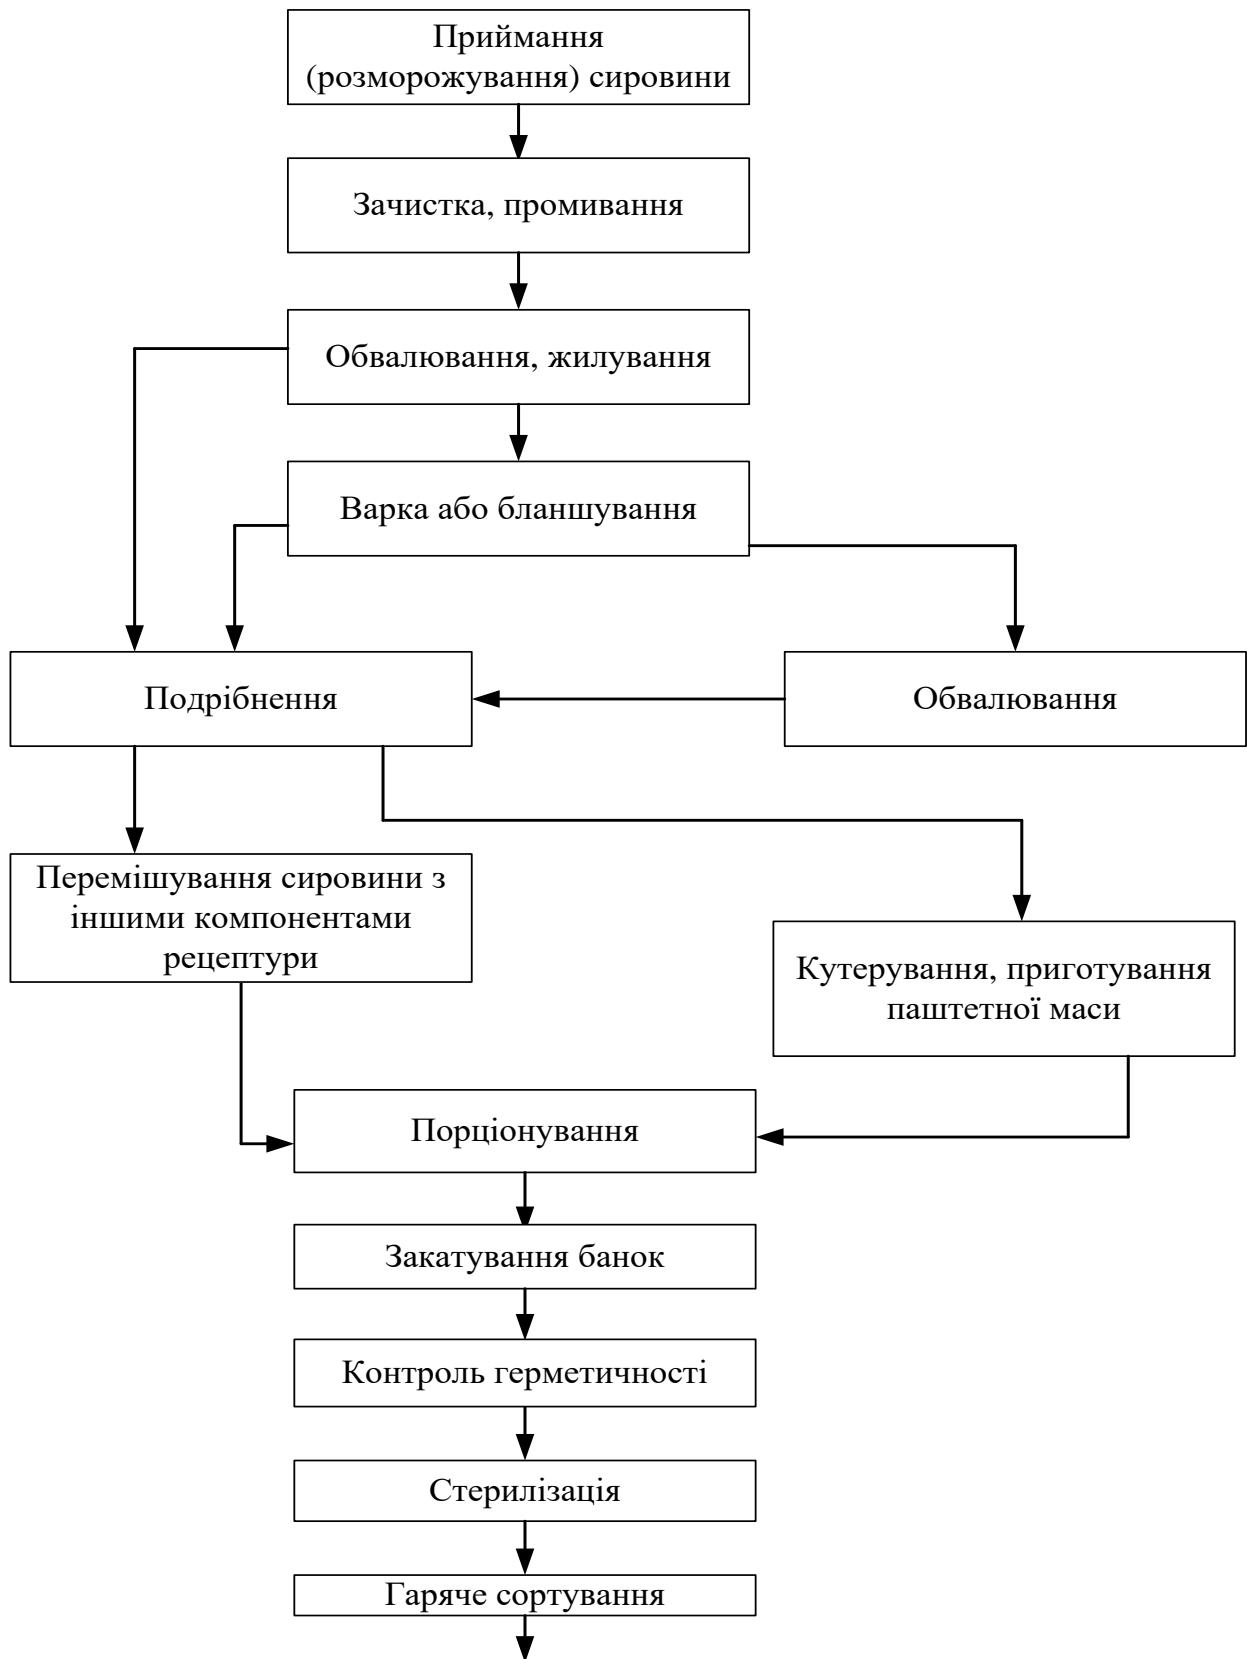 Приймання
(розморожування) сировини
Зачистка, промивання
Обвалювання, жилування
Варка або бланшування
Подрібнення
Обвалювання
Перемішування сировини з
іншими компонентами
рецептури
Кутерування, приготування
паштетної маси
Порціонування
Закатування банок
Контроль герметичності
Стерилізація
Гаряче сортування